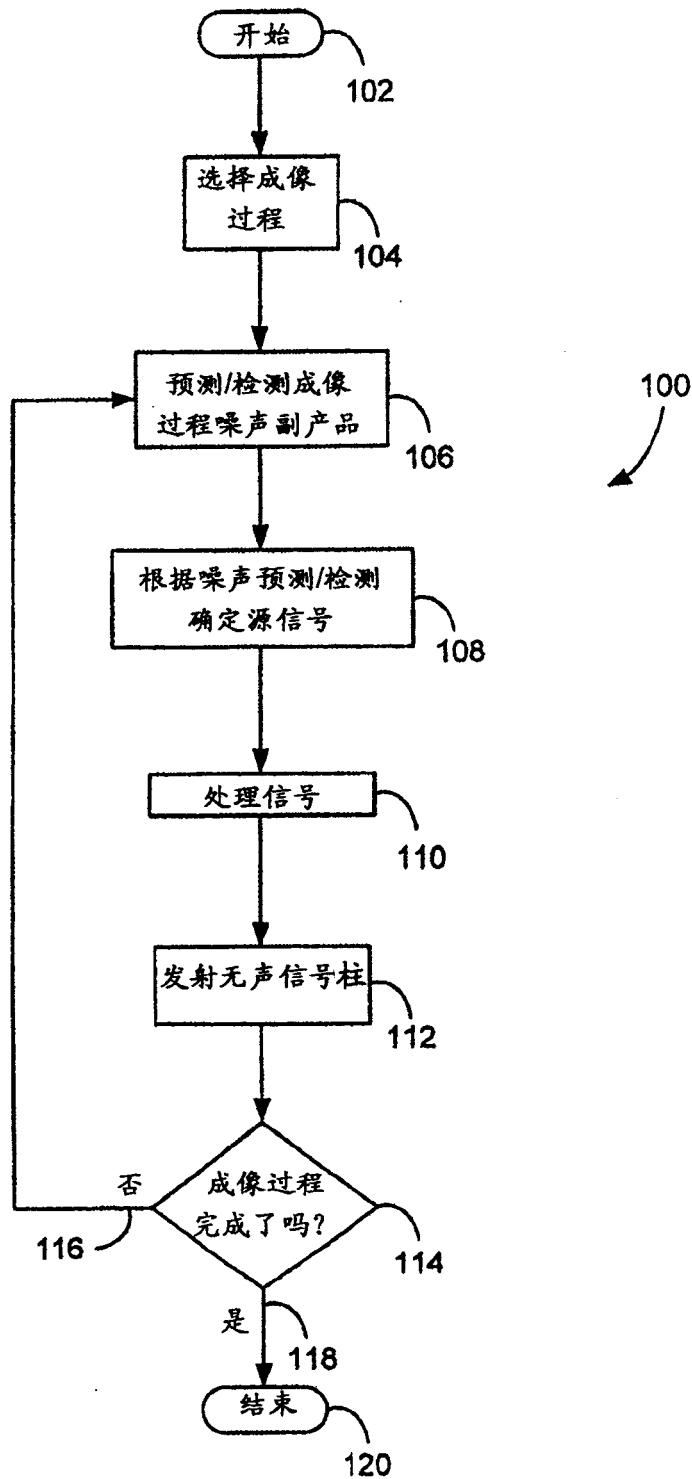 开始
102
选择成像
过程
104
预测/检测成像
过程噪声副产品
106
100
根据噪声预测/检测
确定源信号
108
处理信号
110
发射无声信号柱
112
否
成像过程
完成了吗?
116
114
是
118
结束
120